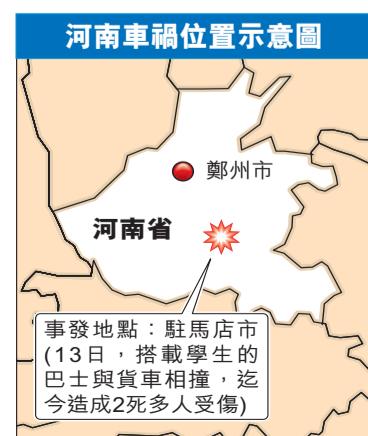 河南車禍位置示意圖
鄭州市
河南省
事發地點：駐馬店市
(13日，搭載學生的
巴士與貨車相撞，迄
今造成2死多人受傷)